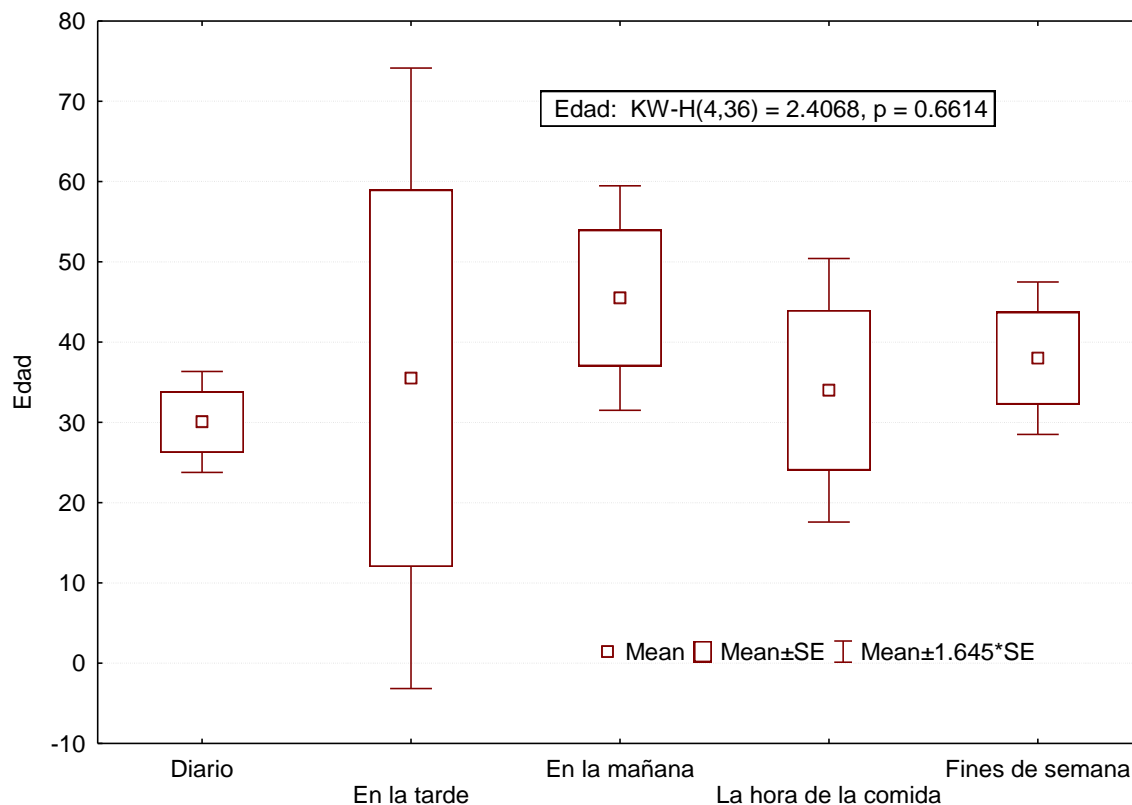 80
70
60
50
40
30
20
10
0
-10
Edad
Edad:  KW-H(4,36) = 2.4068, p = 0.6614
Mean
Mean±SE
Mean±1.645*SE
Diario
En la tarde
En la mañana
La hora de la comida
Fines de semana